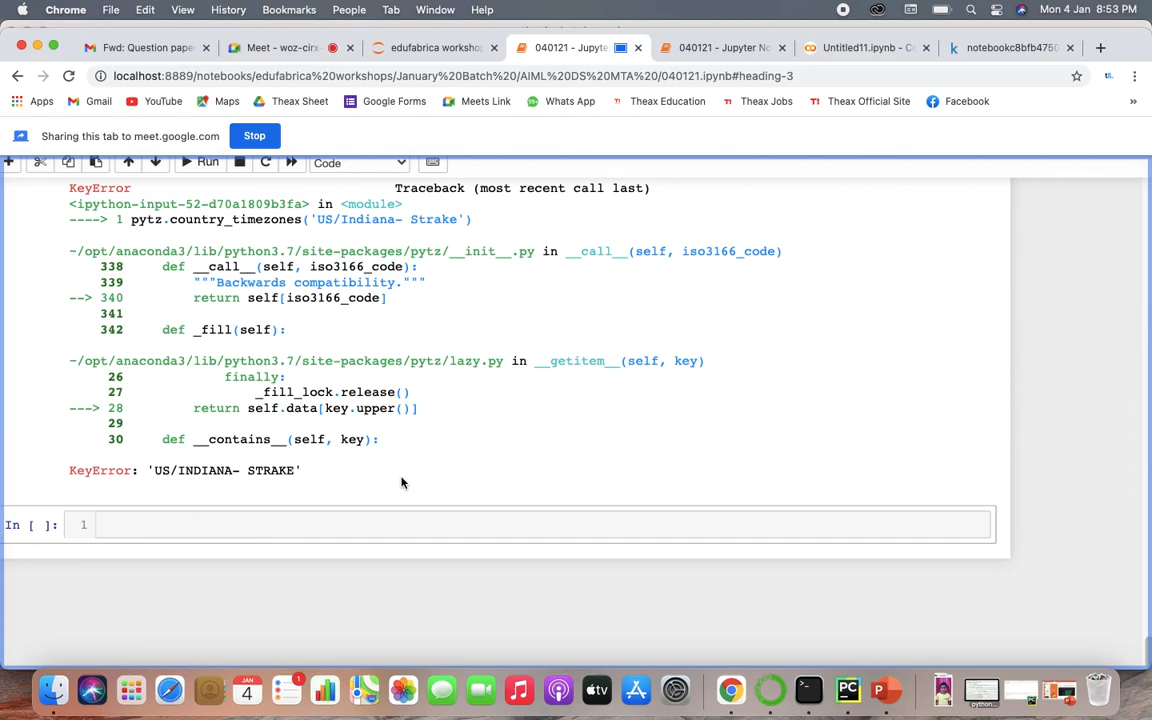 Chrome File Edit View History Bookmarks People Tab Window Help Mon 4 Jan 8:53 PM
Fwd: Question pape Meet - woz-cirx edufabrica workshop 040121 - Jupyte 040121 - Jupyter No Untitled11.ipynb - C notebookc8bfb4750
localhost:8889/notebooks/edufabrica%20workshops/January%20Batch%20/AIML%20DS%20MTA%20/040121.ipynb#heading-3
Apps Gmail YouTube Maps Theax Sheet Google Forms Meets Link Whats App Theax Education Theax Jobs Theax Official Site Facebook »
Sharing this tab to meet.google.com Stop
Run Code
KeyError Traceback (most recent call last)
<ipython-input-52-d70a1809b3fa> in <module>
----> 1 pytz.country_timezones('US/Indiana- Strake')
~/opt/anaconda3/lib/python3.7/site-packages/pytz/__init__.py in __call__(self, iso3166_code)
338 def __call__(self, iso3166_code):
339 """Backwards compatibility."""
--> 340 return self[iso3166_code]
341
342 def _fill(self):
~/opt/anaconda3/lib/python3.7/site-packages/pytz/lazy.py in __getitem__(self, key)
26 finally:
27 _fill_lock.release()
---> 28 return self.data[key.upper()]
29
30 def __contains__(self, key):
KeyError: 'US/INDIANA- STRAKE'
In [ ]: 1